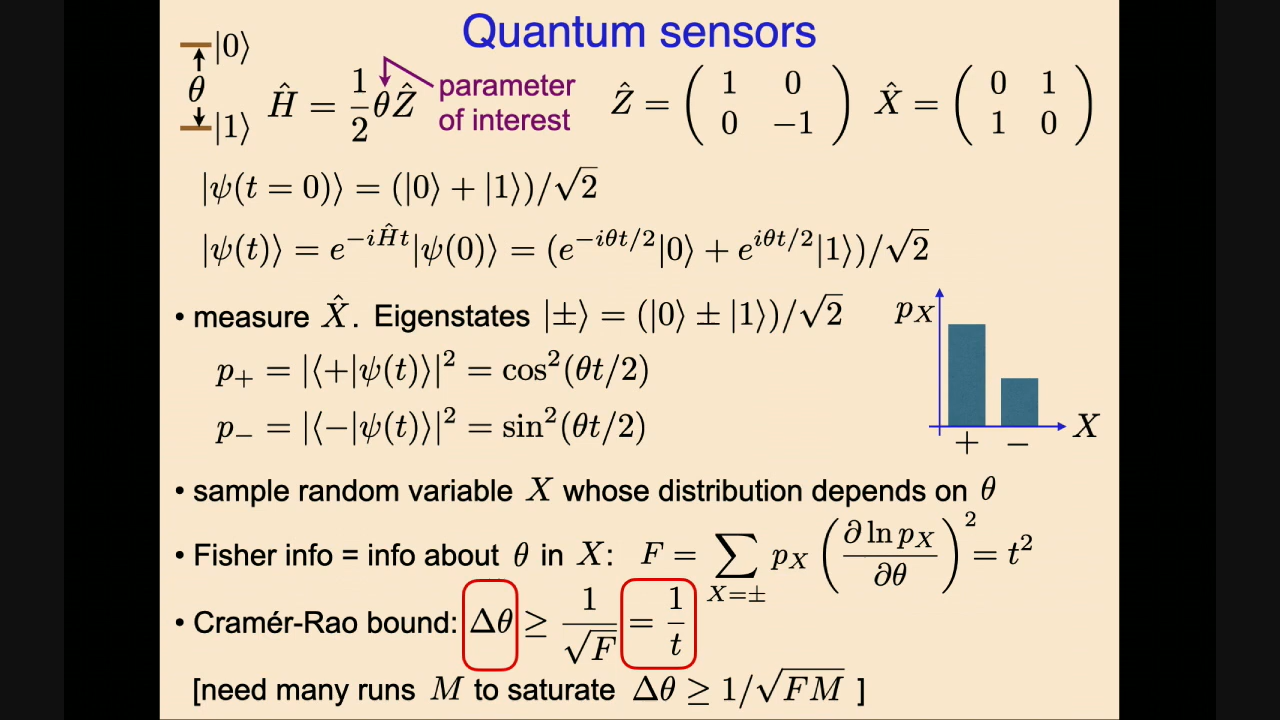 Quantum sensors
|0⟩
θ
|1⟩
Ĥ = 1/2 θẐ
parameter
of interest
Ẑ = ( 1 0 ; 0 −1 )  X̂ = ( 0 1 ; 1 0 )
|ψ(t = 0)⟩ = (|0⟩ + |1⟩)/√2
|ψ(t)⟩ = e^{−iĤt}|ψ(0)⟩ = (e^{−iθt/2}|0⟩ + e^{iθt/2}|1⟩)/√2
• measure X̂. Eigenstates |±⟩ = (|0⟩ ± |1⟩)/√2
p_X
p₊ = |⟨+|ψ(t)⟩|² = cos²(θt/2)
p₋ = |⟨−|ψ(t)⟩|² = sin²(θt/2)
X
+ −
• sample random variable X whose distribution depends on θ
• Fisher info = info about θ in X: F = ∑_{X=±} p_X (∂ ln p_X / ∂θ)² = t²
• Cramér-Rao bound: Δθ ≥ 1/√F = 1/t
[need many runs M to saturate Δθ ≥ 1/√FM ]